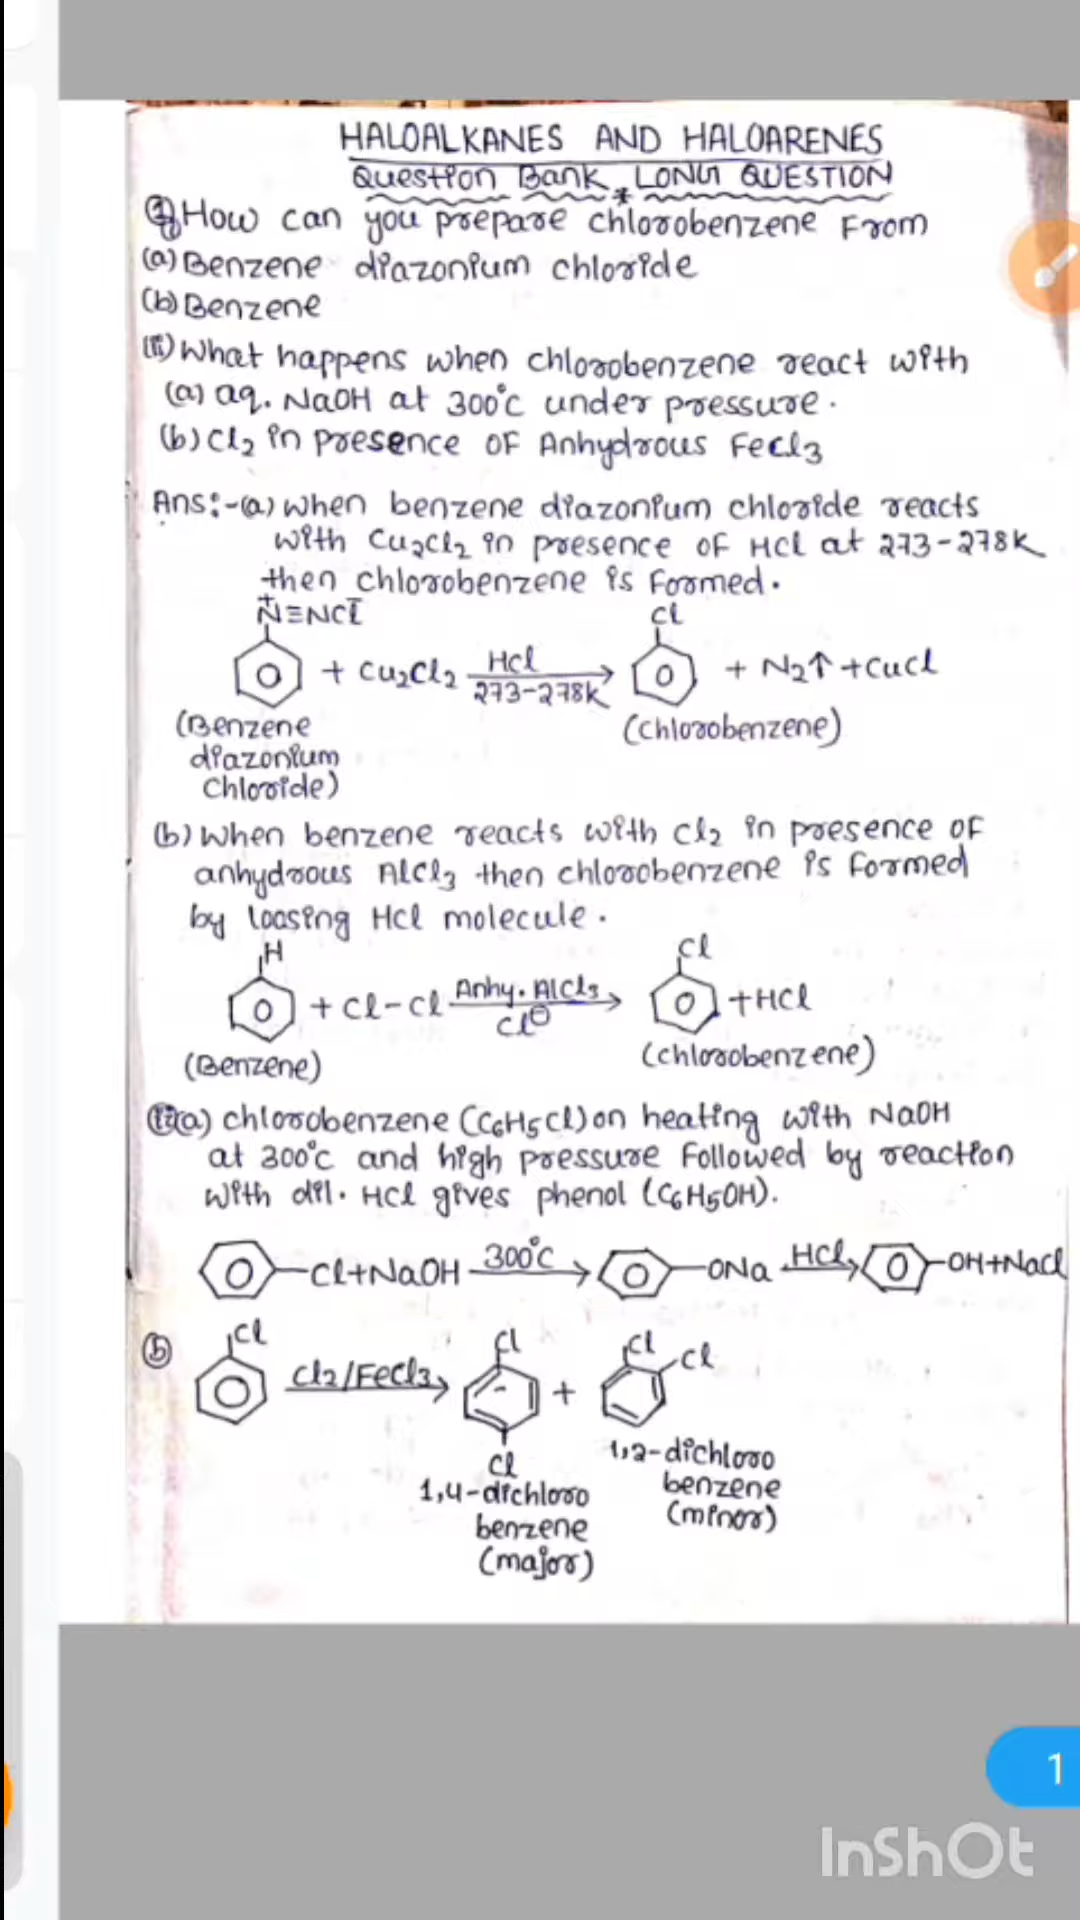 HALOALKANES AND HALOARENES
Question Bank * LONG QUESTION
Q1) How can you prepare chlorobenzene From
(a) Benzene diazonium chloride
(b) Benzene
(ii) What happens when chlorobenzene react with
(a) aq. NaOH at 300°C under pressure.
(b) Cl2 in presence of Anhydrous FeCl3
Ans:-(a) When benzene diazonium chloride reacts
with Cu2Cl2 in presence of HCl at 273-278K
then chlorobenzene is Formed.
N⁺≡NCl⁻
Cl
+ Cu2Cl2 HCl 273-278K → + N2↑ + CuCl
(Benzene diazonium Chloride)
(Chlorobenzene)
(b) When benzene reacts with Cl2 in presence of
anhydrous AlCl3 then chlorobenzene is formed
by loosing HCl molecule.
H
Cl
+ Cl-Cl Anhy. AlCl3 Cl⊖ → + HCl
(Benzene)
(chlorobenzene)
ii(a) chlorobenzene (C6H5Cl) on heating with NaOH
at 300°C and high pressure Followed by reaction
with dil. HCl gives phenol (C6H5OH).
-Cl+NaOH 300°C → -ONa HCl → -OH+NaCl
(b)
Cl
Cl
Cl
Cl
Cl2/FeCl3 → +
Cl
1,4-dichloro
benzene
(major)
1,2-dichloro
benzene
(minor)
1
InShOt